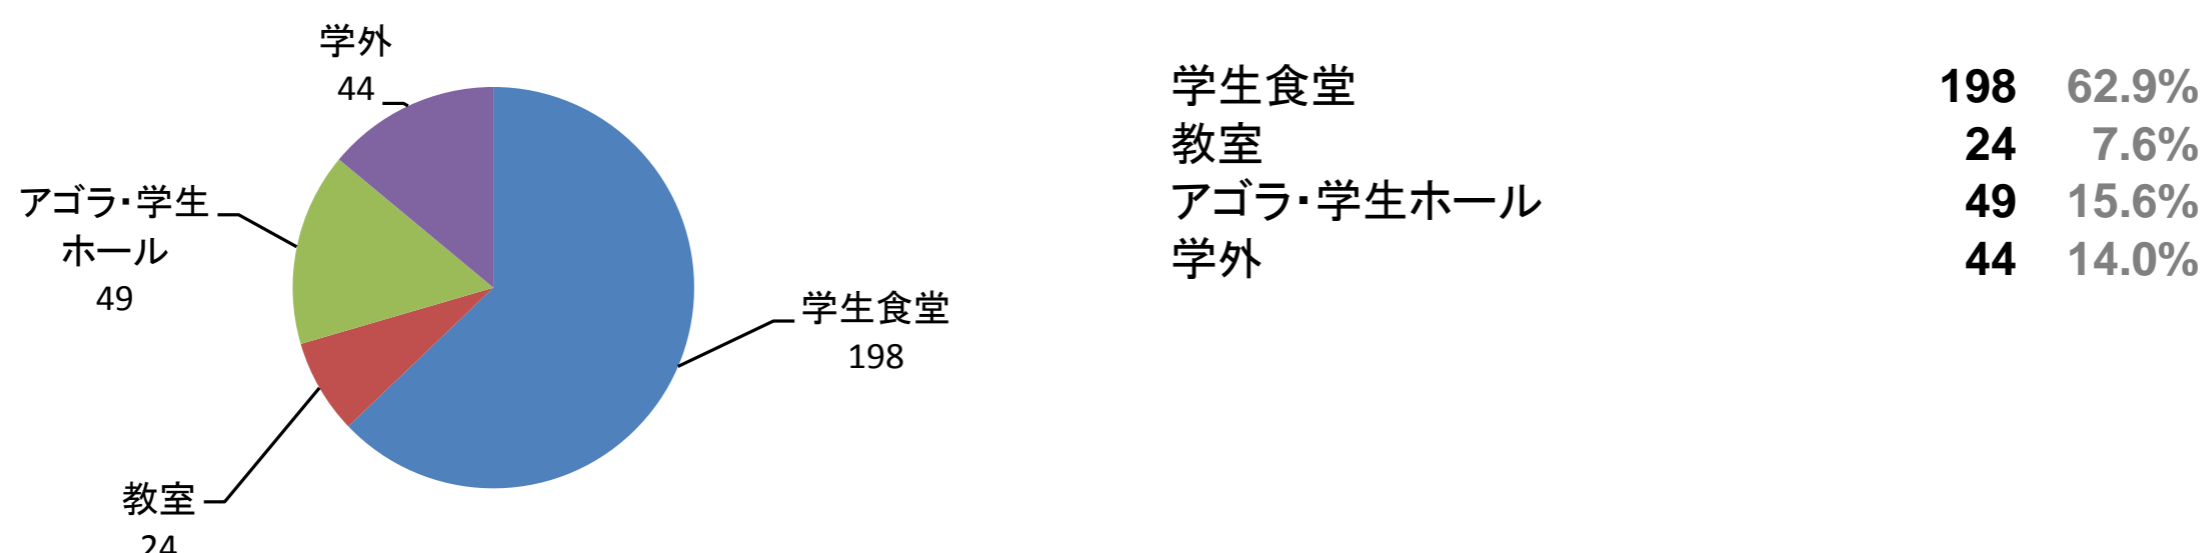 学外
44
アゴラ・学生
ホール
49
学生食堂
198
教室
24
学生食堂 198 62.9%
教室 24 7.6%
アゴラ・学生ホール 49 15.6%
学外 44 14.0%